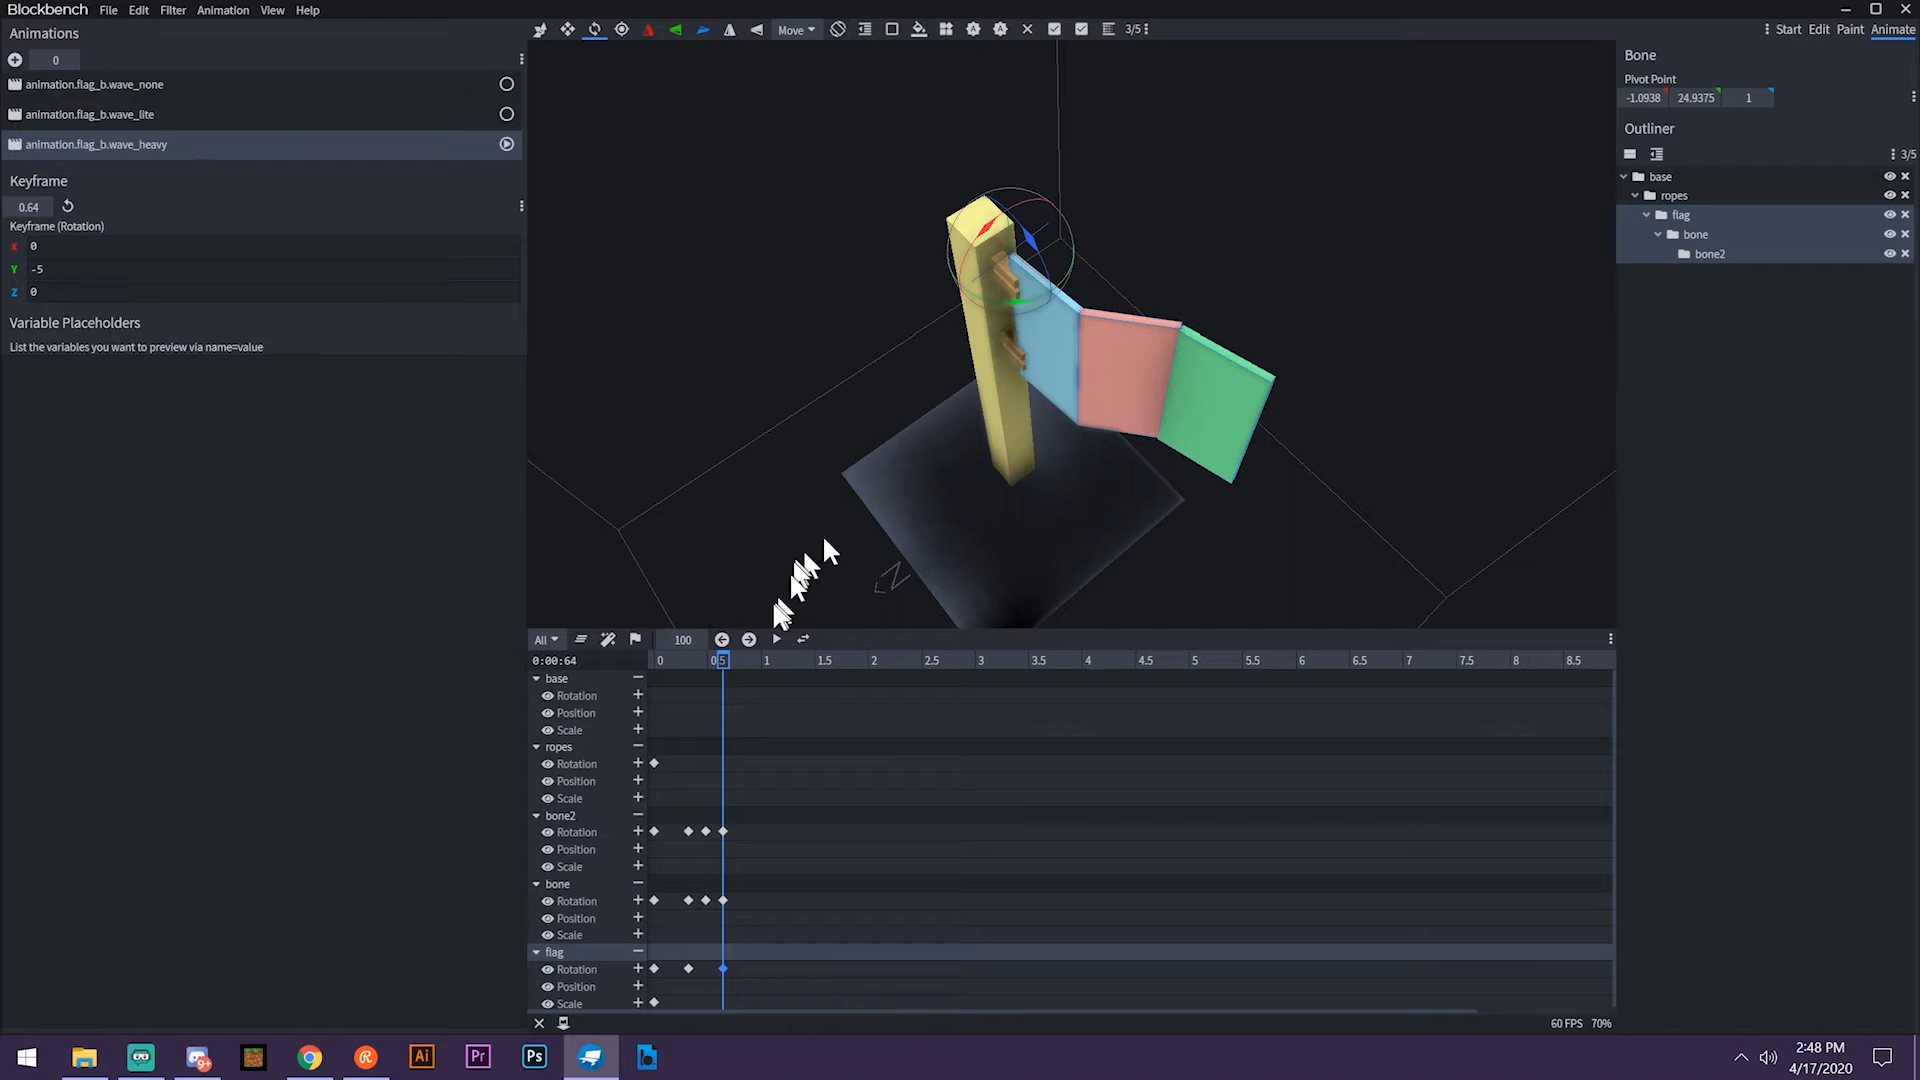 Blockbench File Edit Filter Animation View Help
Animations
0
animation.flag_b.wave_none
animation.flag_b.wave_lite
animation.flag_b.wave_heavy
Keyframe
0.64
Keyframe (Rotation)
X 0
Y -5
Z 0
Variable Placeholders
List the variables you want to preview via name=value
Move
3/5
Start Edit Paint Animate
Bone
Pivot Point
-1.0938 24.9375 1
Outliner
3/5
base
ropes
flag
bone
bone2
Z
All 100
0:00:64 0 0.5 1 1.5 2 2.5 3 3.5 4 4.5 5 5.5 6 6.5 7 7.5 8 8.5
base
Rotation
Position
Scale
ropes
Rotation
Position
Scale
bone2
Rotation
Position
Scale
bone
Rotation
Position
Scale
flag
Rotation
Position
Scale
60 FPS 70%
9+
Ai
Pr
Ps
2:48 PM
4/17/2020